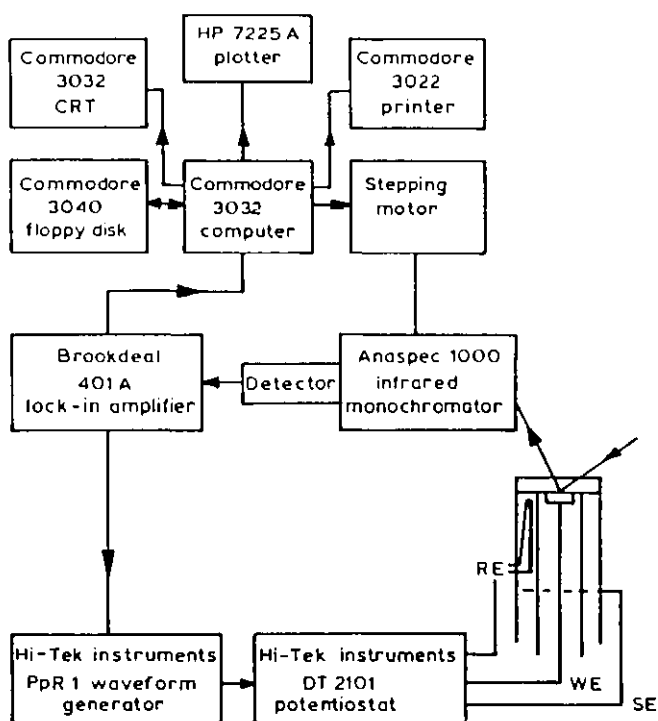 HP 7225 A
plotter
Commodore
3032
CRT
Commodore
3022
printer
Commodore
3040
floppy disk
Commodore
3032
computer
Stepping
motor
Brookdeal
401 A
lock-in amplifier
Detector
Anaspec 1000
infrared
monochromator
RE
WE
SE
Hi-Tek instruments
PpR 1 waveform
generator
Hi-Tek instruments
DT 2101
potentiostat